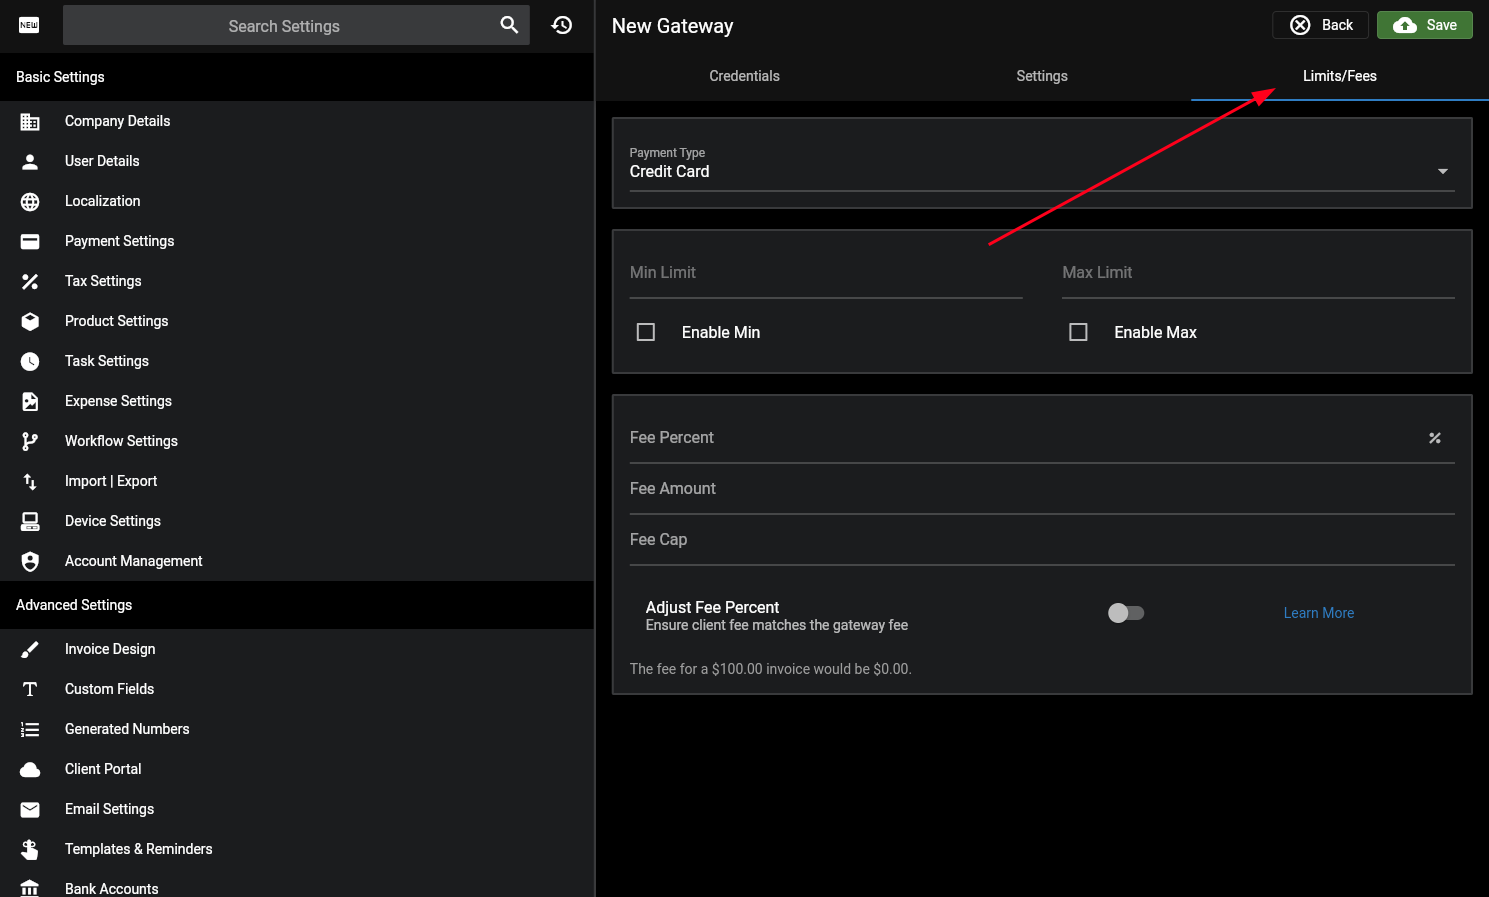 NEW
Search Settings
New Gateway
Back
Save
Basic Settings
Company Details
User Details
Localization
Payment Settings
Tax Settings
Product Settings
Task Settings
Expense Settings
Workflow Settings
Import | Export
Device Settings
Account Management
Advanced Settings
Invoice Design
Custom Fields
Generated Numbers
Client Portal
Email Settings
Templates & Reminders
Bank Accounts
Credentials
Settings
Limits/Fees
Payment Type
Credit Card
Min Limit
Max Limit
Enable Min
Enable Max
Fee Percent
Fee Amount
Fee Cap
Adjust Fee Percent
Ensure client fee matches the gateway fee
Learn More
The fee for a $100.00 invoice would be $0.00.